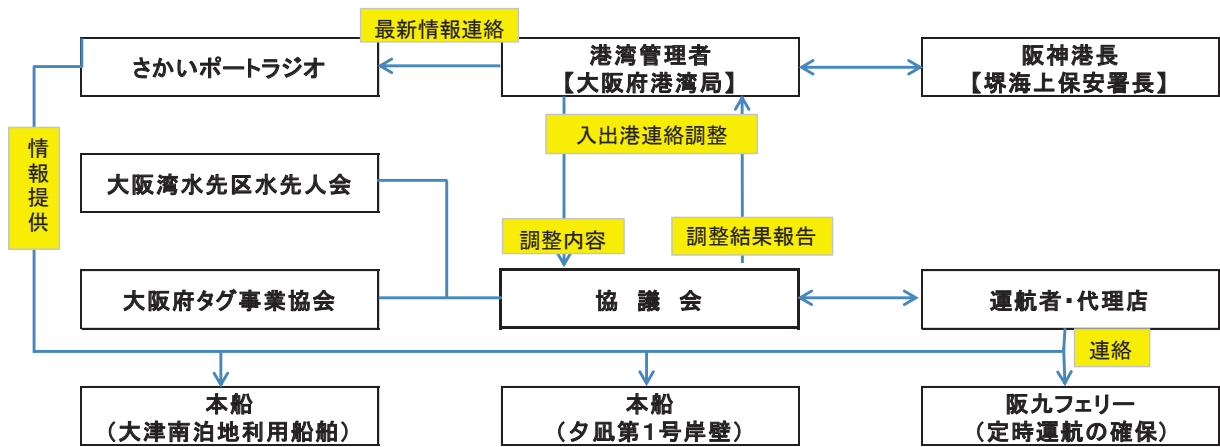 最新情報連絡
さかいポートラジオ
港湾管理者
【大阪府港湾局】
阪神港長
【堺海上保安署長】
情報提供
入出港連絡調整
大阪湾水先区水先人会
調整内容
調整結果報告
大阪府タグ事業協会
協 議 会
運航者・代理店
連絡
本船
（大津南泊地利用船舶）
本船
（夕凪第１号岸壁）
阪九フェリー
（定時運航の確保）